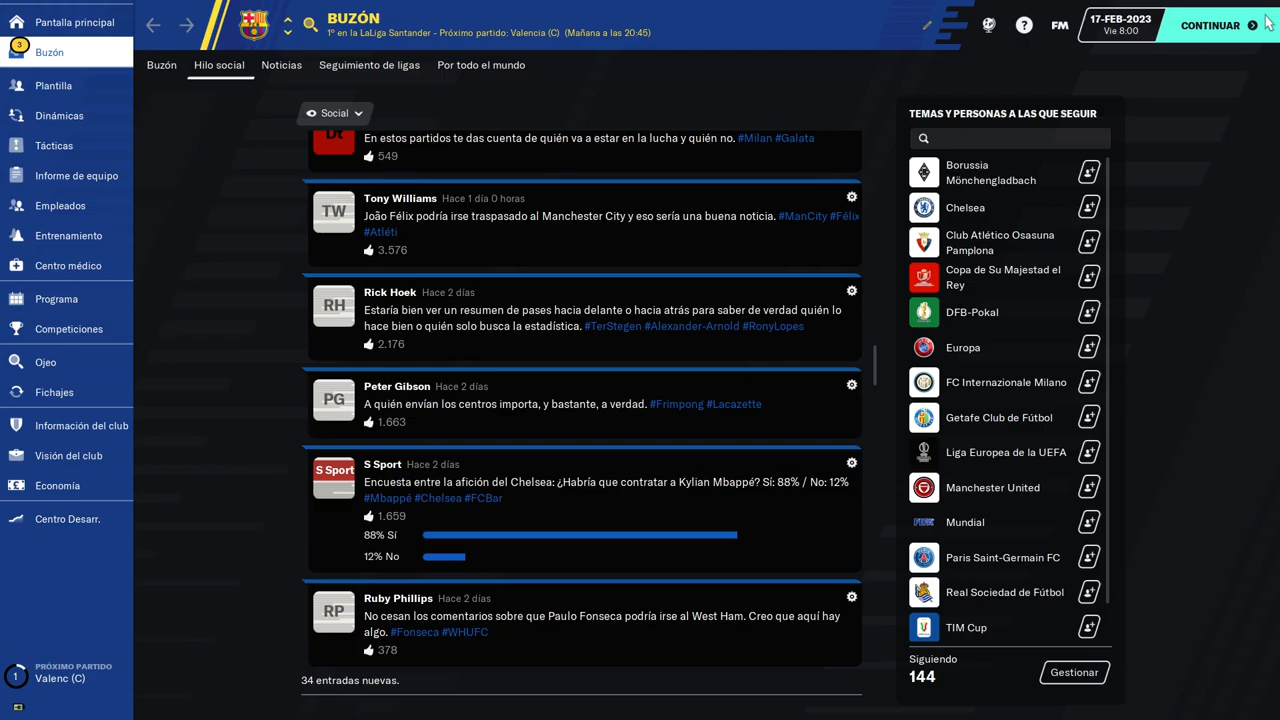 Pantalla principal
3
Buzón
Plantilla
Dinámicas
Tácticas
Informe de equipo
Empleados
Entrenamiento
Centro médico
Programa
Competiciones
Ojeo
Fichajes
Información del club
Visión del club
Economía
Centro Desarr.
1
PRÓXIMO PARTIDO
Valenc (C)
BUZÓN
1º en la LaLiga Santander - Próximo partido: Valencia (C) (Mañana a las 20:45)
?
FM
17-FEB-2023
Vie 8:00
CONTINUAR
Buzón
Hilo social
Noticias
Seguimiento de ligas
Por todo el mundo
Social
Dt
En estos partidos te das cuenta de quién va a estar en la lucha y quién no. #Milan #Galata
549
TW
Tony Williams Hace 1 día 0 horas
João Félix podría irse traspasado al Manchester City y eso sería una buena noticia. #ManCity #Félix
#Atléti
3.576
RH
Rick Hoek Hace 2 días
Estaría bien ver un resumen de pases hacia delante o hacia atrás para saber de verdad quién lo
hace bien o quién solo busca la estadística. #TerStegen #Alexander-Arnold #RonyLopes
2.176
PG
Peter Gibson Hace 2 días
A quién envían los centros importa, y bastante, a verdad. #Frimpong #Lacazette
1.663
S Sport
S Sport Hace 2 días
Encuesta entre la afición del Chelsea: ¿Habría que contratar a Kylian Mbappé? Sí: 88% / No: 12%
#Mbappé #Chelsea #FCBar
1.659
88% Sí
12% No
RP
Ruby Phillips Hace 2 días
No cesan los comentarios sobre que Paulo Fonseca podría irse al West Ham. Creo que aquí hay
algo. #Fonseca #WHUFC
378
34 entradas nuevas.
TEMAS Y PERSONAS A LAS QUE SEGUIR
Borussia
Mönchengladbach
Chelsea
Club Atlético Osasuna
Pamplona
Copa de Su Majestad el
Rey
DFB-Pokal
Europa
FC Internazionale Milano
Getafe Club de Fútbol
Liga Europea de la UEFA
Manchester United
Mundial
Paris Saint-Germain FC
Real Sociedad de Fútbol
TIM Cup
Siguiendo
144
Gestionar